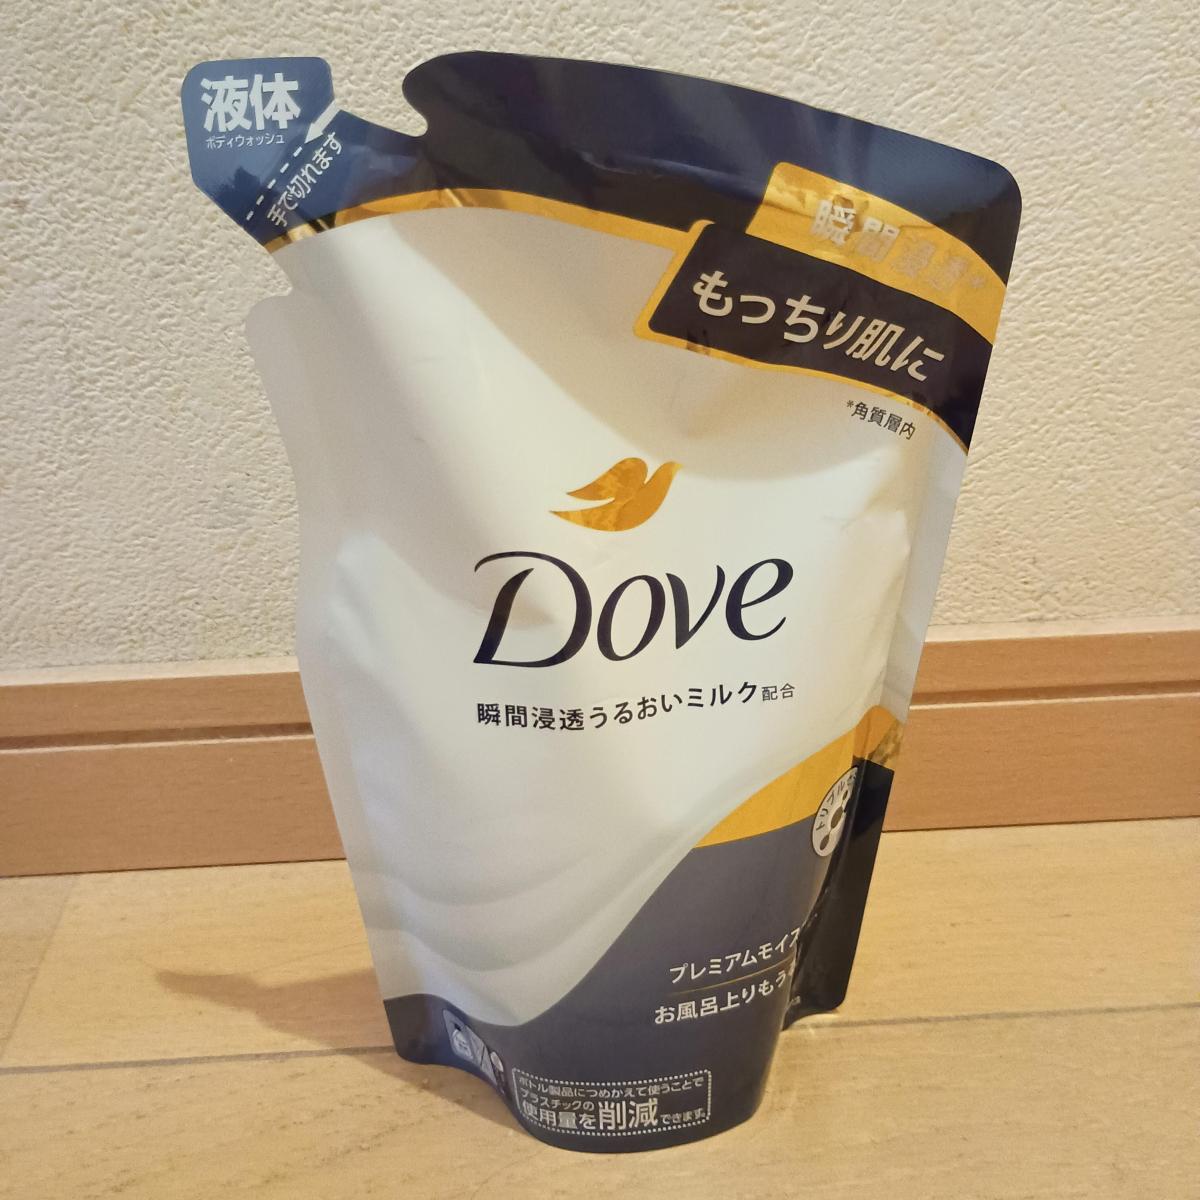 液体
ボディウォッシュ
手で切れます
瞬間浸透*
もっちり肌に
*角質層内
Dove
瞬間浸透うるおいミルク配合
トリプル
プレミアムモイス
お風呂上りもう
ボトル製品につめかえて使うことで
プラスチックの
使用量を削減できます。